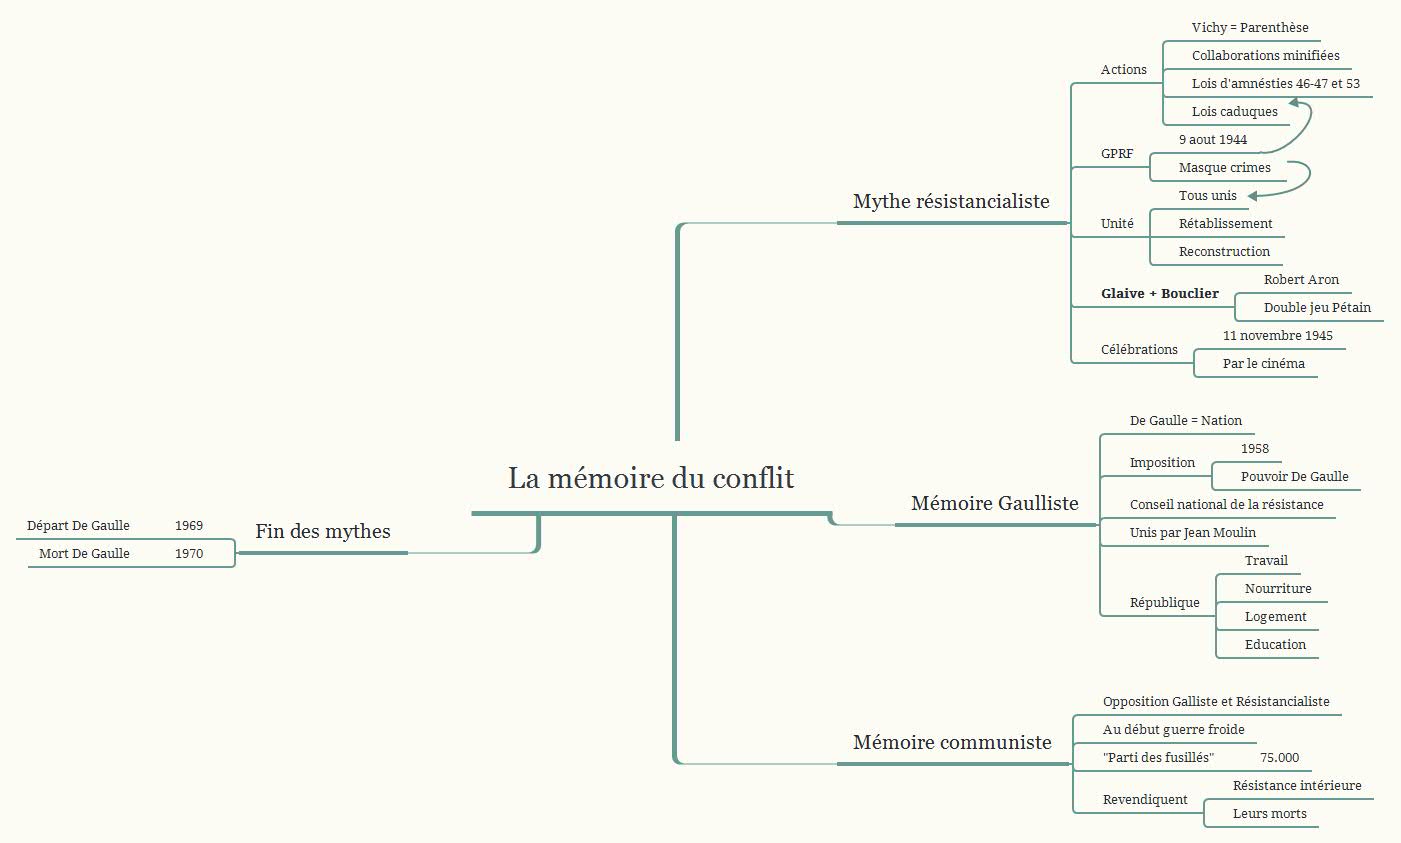 La mémoire du conflit
Mythe résistancialiste
Actions
Vichy = Parenthèse
Collaborations minifiées
Lois d'amnésties 46-47 et 53
Lois caduques
GPRF
9 aout 1944
Masque crimes
Unité
Tous unis
Rétablissement
Reconstruction
Glaive + Bouclier
Robert Aron
Double jeu Pétain
Célébrations
11 novembre 1945
Par le cinéma
Mémoire Gaulliste
De Gaulle = Nation
Imposition
1958
Pouvoir De Gaulle
Conseil national de la résistance
Unis par Jean Moulin
République
Travail
Nourriture
Logement
Education
Mémoire communiste
Opposition Galliste et Résistancialiste
Au début guerre froide
"Parti des fusillés" 75.000
Revendiquent
Résistance intérieure
Leurs morts
Fin des mythes
Départ De Gaulle 1969
Mort De Gaulle 1970